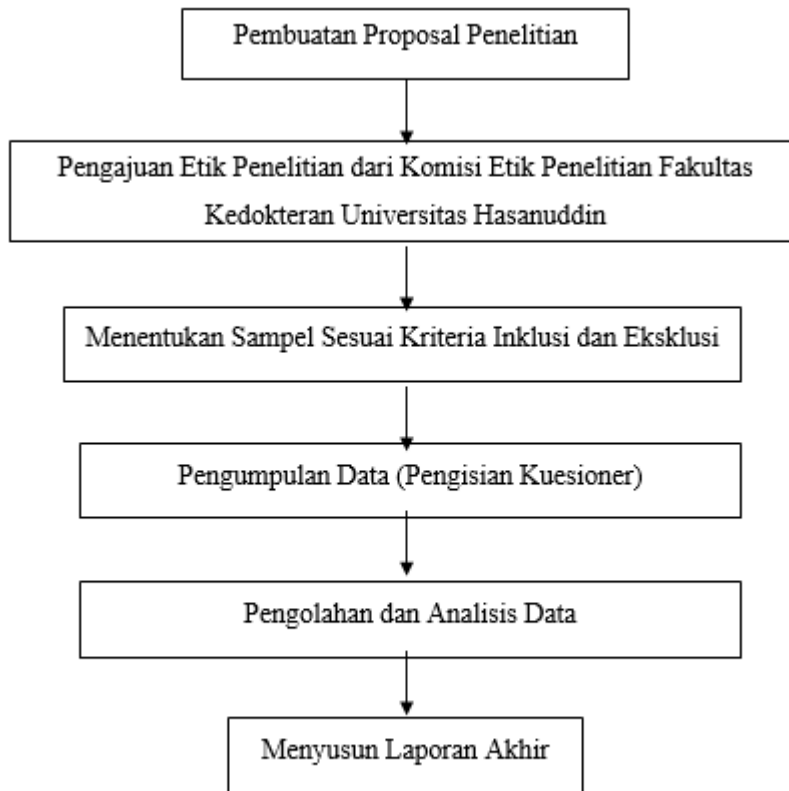 Pembuatan Proposal Penelitian
Pengajuan Etik Penelitian dari Komisi Etik Penelitian Fakultas
Kedokteran Universitas Hasanuddin
Menentukan Sampel Sesuai Kriteria Inklusi dan Eksklusi
Pengumpulan Data (Pengisian Kuesioner)
Pengolahan dan Analisis Data
Menyusun Laporan Akhir